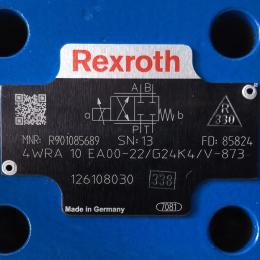 Rexroth
A B
a
b
P T
R
330
MNR: R901085689 SN: 13 FD: 85824
4WRA 10 EA00-22/G24K4/V-873
126108030 338
Made in Germany 7081